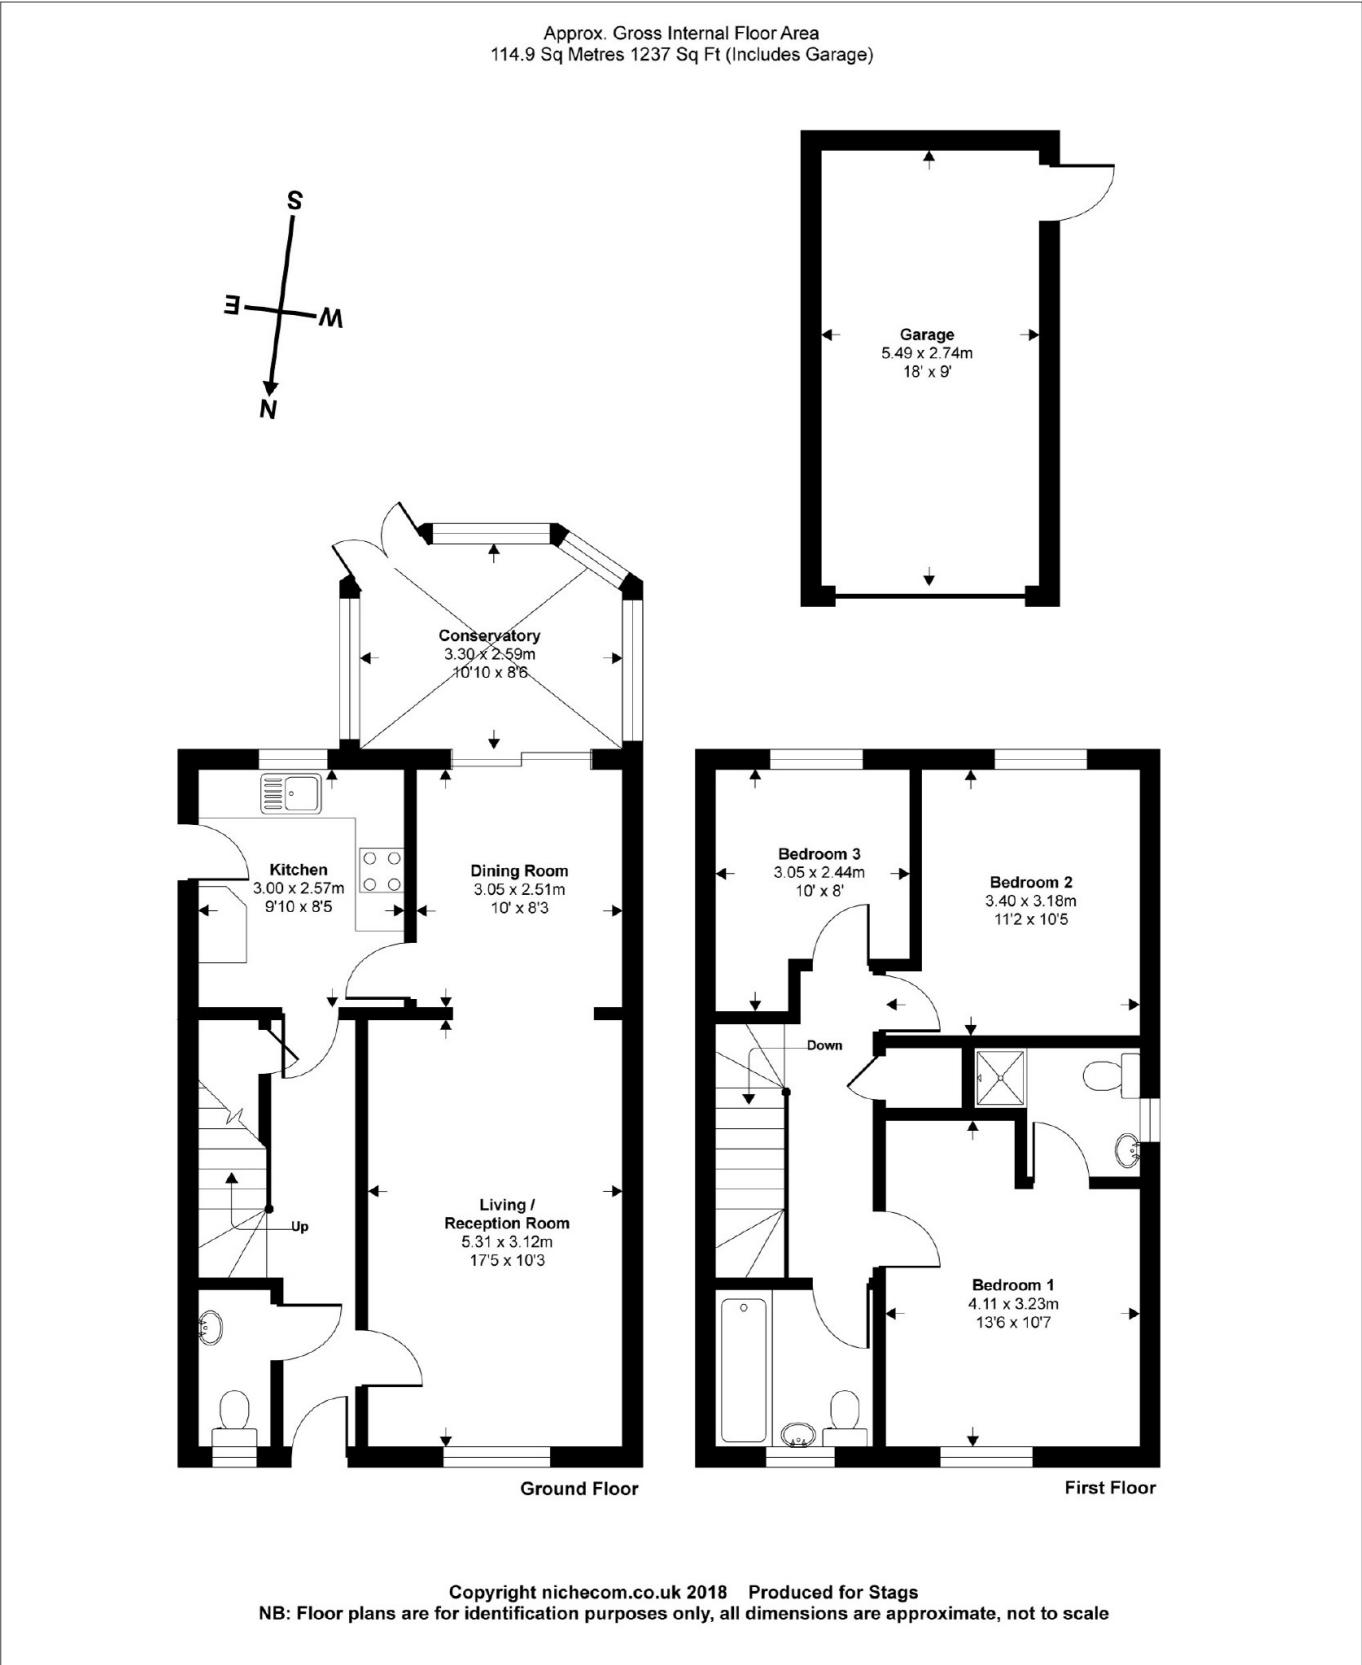 Approx. Gross Internal Floor Area
114.9 Sq Metres 1237 Sq Ft (Includes Garage)
S
E
W
N
Garage
5.49 x 2.74m
18' x 9'
Conservatory
3.30 x 2.59m
10'10 x 8'6
Kitchen
3.00 x 2.57m
9'10 x 8'5
Dining Room
3.05 x 2.51m
10' x 8'3
Living /
Reception Room
5.31 x 3.12m
17'5 x 10'3
Up
Ground Floor
Bedroom 3
3.05 x 2.44m
10' x 8'
Bedroom 2
3.40 x 3.18m
11'2 x 10'5
Down
Bedroom 1
4.11 x 3.23m
13'6 x 10'7
First Floor
Copyright nichecom.co.uk 2018 Produced for Stags
NB: Floor plans are for identification purposes only, all dimensions are approximate, not to scale